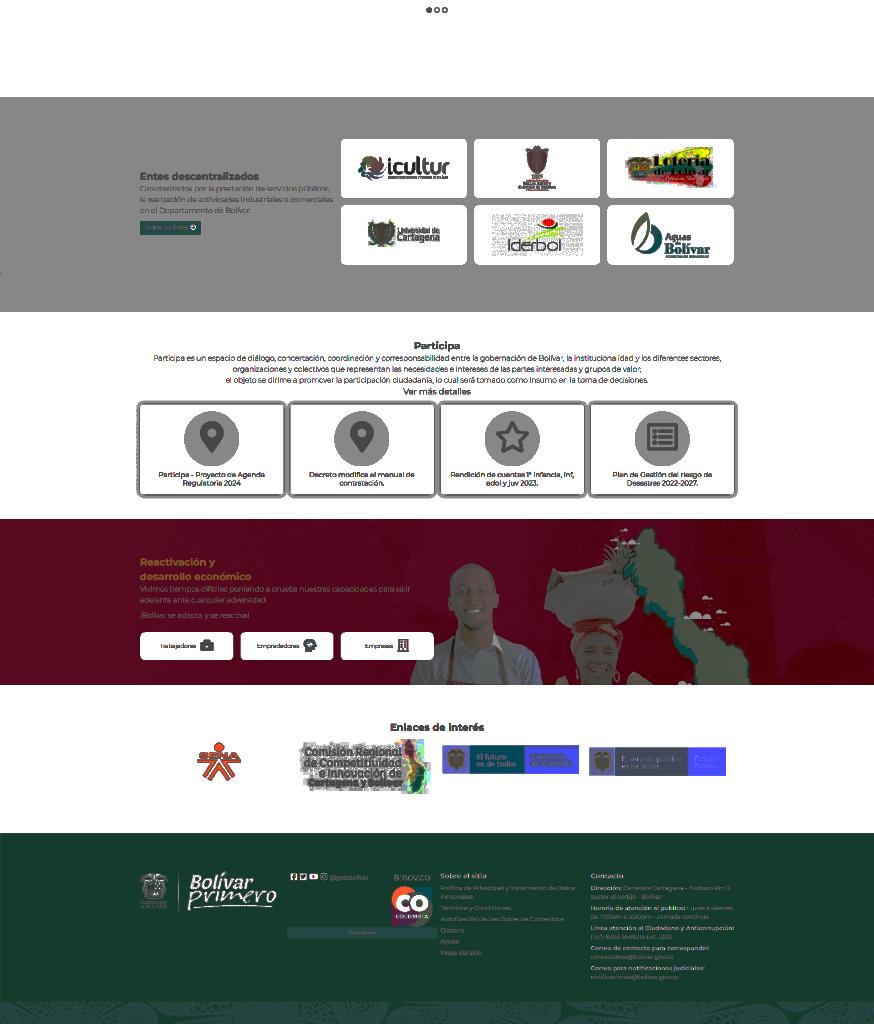 Entes descentralizados
Caracterizados por la prestación de servicios públicos,
la realización de actividades industriales o comerciales
en el Departamento de Bolívar.
Todos los Entes
icultur
Lotería
de Bolívar
Universidad de
Cartagena
Iderbol
Aguas
de
Bolívar
Participa
Participa es un espacio de diálogo, concertación, coordinación y corresponsabilidad entre la gobernación de Bolívar, la institucionalidad y los diferentes sectores,
organizaciones y colectivos que representan las necesidades e intereses de las partes interesadas y grupos de valor;
el objeto se dirime a promover la participación ciudadanía, lo cual será tomado como insumo en la toma de decisiones.
Ver más detalles
Participa - Proyecto de Agenda
Regulatoria 2024
Decreto modifica el manual de
contratación.
Rendición de cuentas 1ª infancia, inf,
adol y juv 2023.
Plan de Gestión del riesgo de
Desastres 2022-2027.
Reactivación y
desarrollo económico
Vivimos tiempos difíciles poniendo a prueba nuestras capacidades para salir
adelante ante cualquier adversidad.
¡Bolívar se adapta y se reactiva!
Trabajadores
Emprendedores
Empresas
Enlaces de interés
SENA
Comisión Regional
de Competitividad
e Innovación de
Cartagena y Bolívar
El futuro
es de todos
El servicio público
es de todos
Función
Pública
Bolívar
primero
@gobbolivar
GOV.CO
CO
COLOMBIA
Sobre el sitio
Política de Privacidad y Tratamiento de Datos
Personales.
Términos y Condiciones.
Autorización de Uso Sobre los Contenidos
Glosario
Ayuda
Mapa del sitio
Contacto
Dirección: Carretera Cartagena - Turbaco Km. 3
sector el cortijo - Bolívar
Horario de atención al publico: Lunes a viernes
de 7:00am a 3:00pm - Jornada continua
Línea atención al Ciudadano y Anticorrupción:
Correo de contacto para correspondel:
contactenos@bolivar.gov.co
Correo para notificaciones judiciales:
notificaciones@bolivar.gov.co